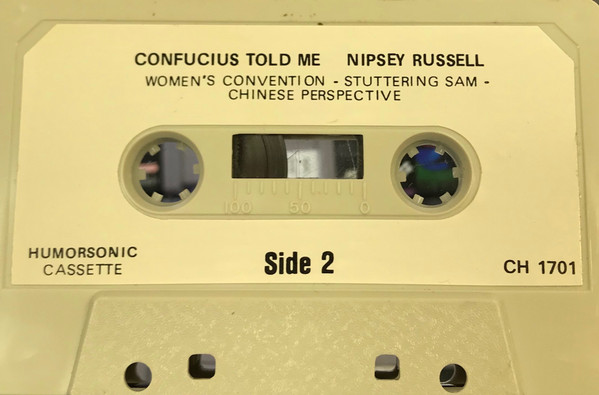 CONFUCIUS TOLD ME NIPSEY RUSSELL
WOMEN'S CONVENTION - STUTTERING SAM -
CHINESE PERSPECTIVE
100 50 0
HUMORSONIC
CASSETTE
Side 2
CH 1701